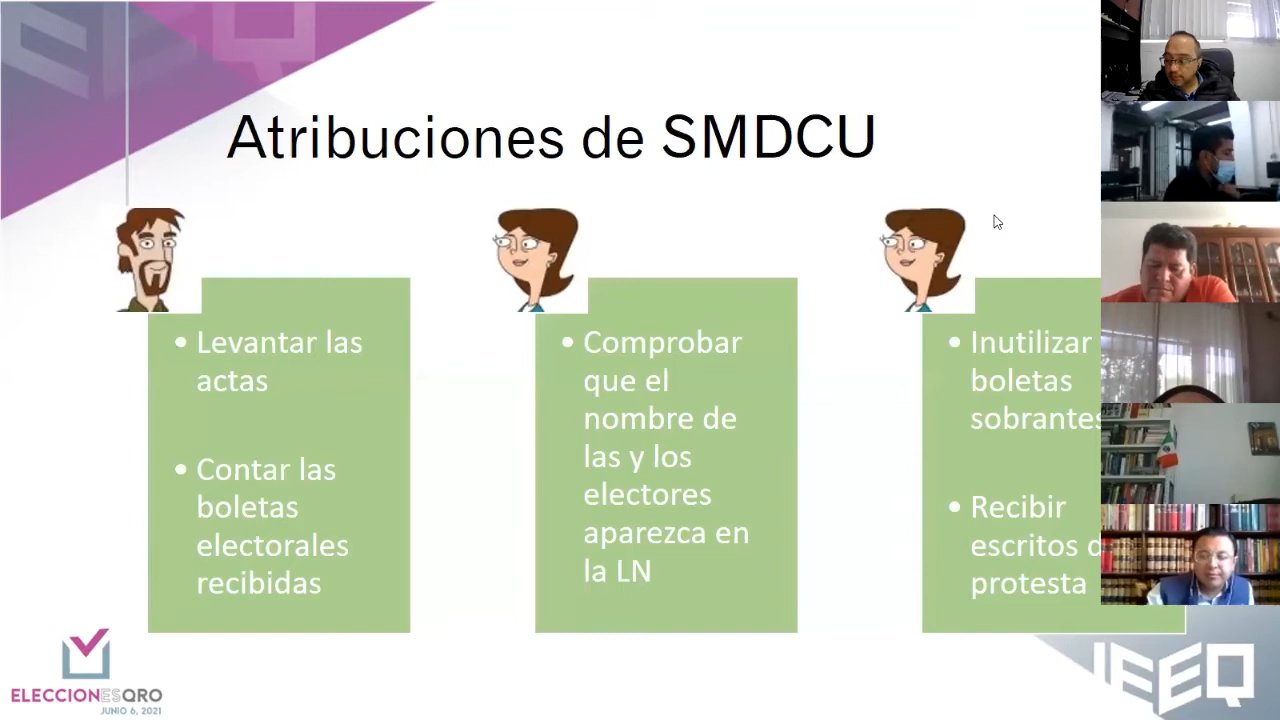 Atribuciones de SMDCU
• Levantar las
actas
• Contar las
boletas
electorales
recibidas
• Comprobar
que el
nombre de
las y los
electores
aparezca en
la LN
• Inutilizar
boletas
sobrantes
• Recibir
escritos
protesta
ELECCIONESQRO
JUNIO 6, 2021
IEEQ